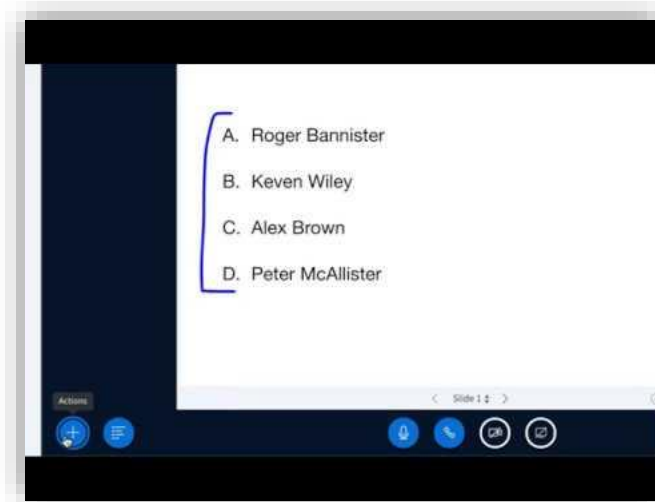 A. Roger Bannister
B. Keven Wiley
C. Alex Brown
D. Peter McAllister
Slide 1
Actions